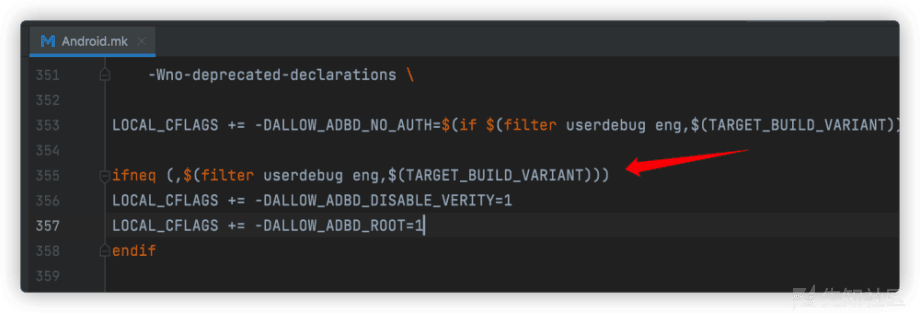 Android.mk
351 -Wno-deprecated-declarations \
352
353 LOCAL_CFLAGS += -DALLOW_ADBD_NO_AUTH=$(if $(filter userdebug eng,$(TARGET_BUILD_VARIANT))
354
355 ifneq (,$(filter userdebug eng,$(TARGET_BUILD_VARIANT)))
356 LOCAL_CFLAGS += -DALLOW_ADBD_DISABLE_VERITY=1
357 LOCAL_CFLAGS += -DALLOW_ADBD_ROOT=1
358 endif
359
先知社区